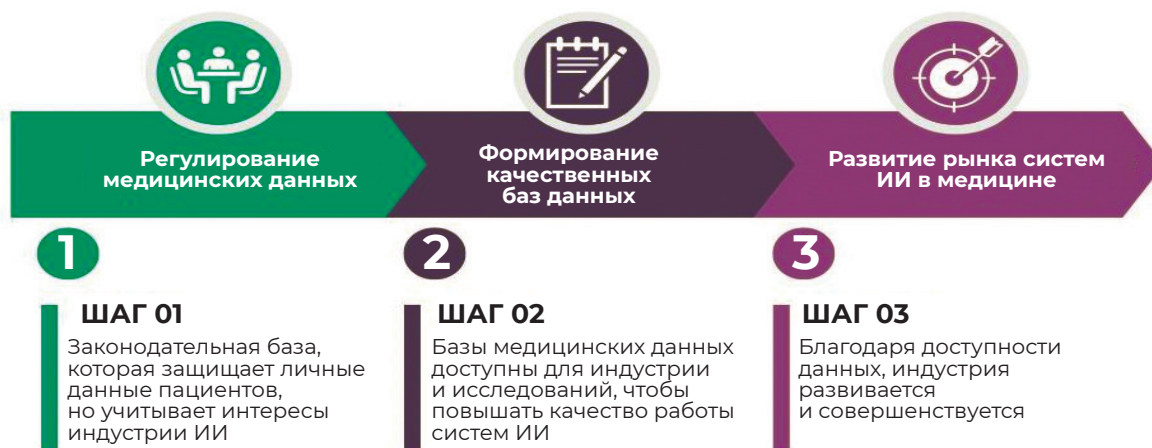 Регулирование
медицинских данных
Формирование
качественных
баз данных
Развитие рынка систем
ИИ в медицине
1
ШАГ 01
Законодательная база,
которая защищает личные
данные пациентов,
но учитывает интересы
индустрии ИИ
2
ШАГ 02
Базы медицинских данных
доступны для индустрии
и исследований, чтобы
повышать качество работы
систем ИИ
3
ШАГ 03
Благодаря доступности
данных, индустрия
развивается
и совершенствуется